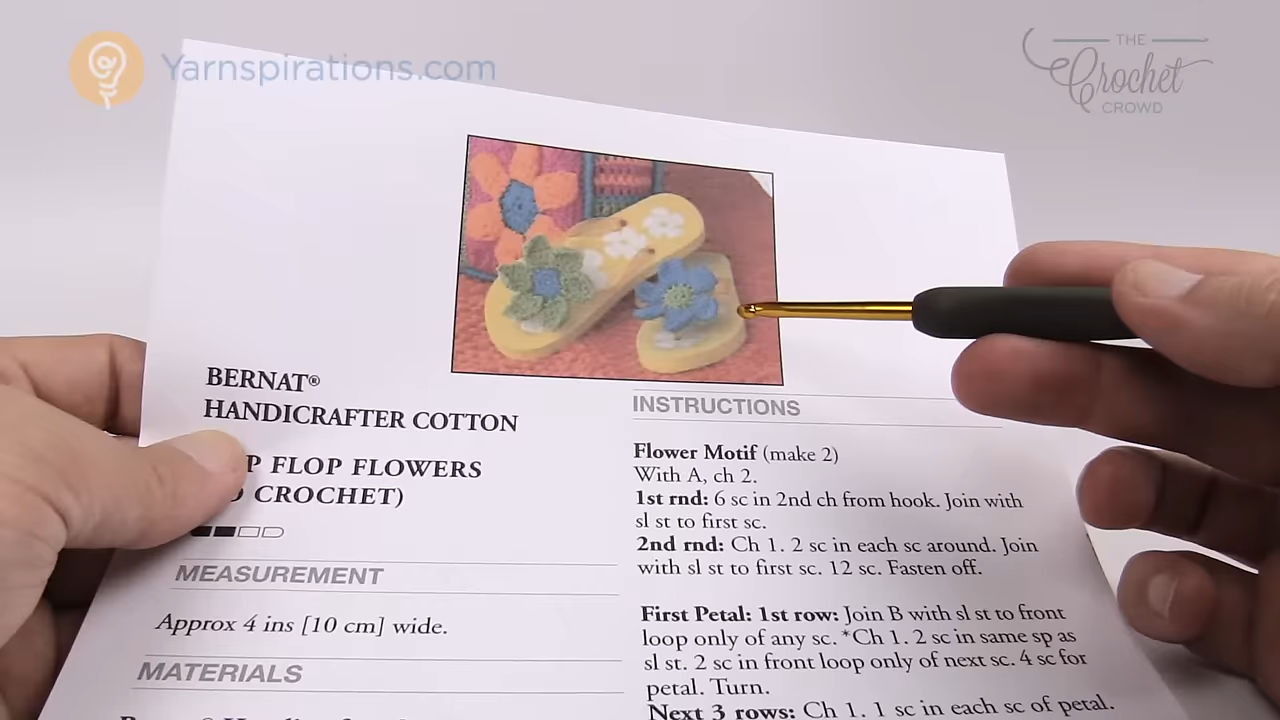 Yarnspirations.com
THE
Crochet
CROWD
BERNAT®
HANDICRAFTER COTTON
P FLOP FLOWERS
CROCHET)
MEASUREMENT
Approx 4 ins [10 cm] wide.
MATERIALS
INSTRUCTIONS
Flower Motif (make 2)
With A, ch 2.
1st rnd: 6 sc in 2nd ch from hook. Join with
sl st to first sc.
2nd rnd: Ch 1. 2 sc in each sc around. Join
with sl st to first sc. 12 sc. Fasten off.
First Petal: 1st row: Join B with sl st to front
loop only of any sc. *Ch 1. 2 sc in same sp as
sl st. 2 sc in front loop only of next sc. 4 sc for
petal. Turn.
Next 3 rows: Ch 1. 1 sc in each sc of petal.